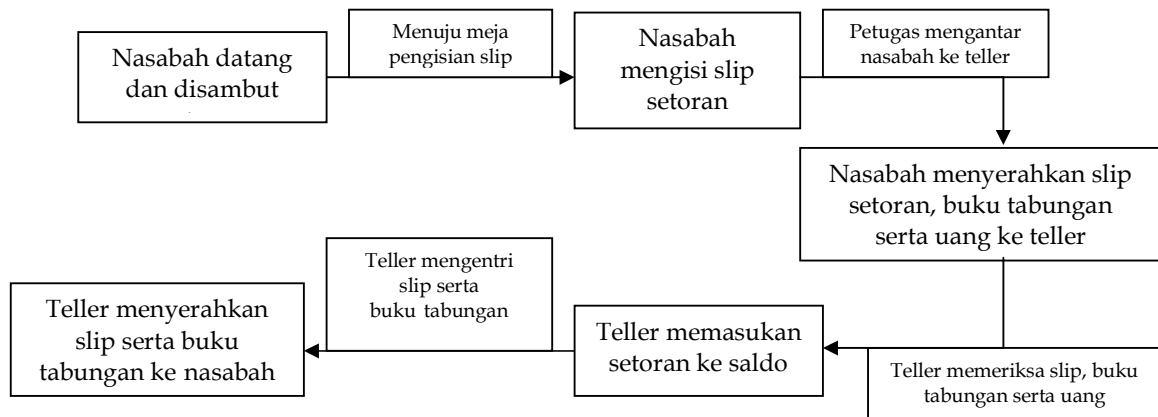 Nasabah datang
dan disambut
Menuju meja
pengisian slip
Nasabah
mengisi slip
setoran
Petugas mengantar
nasabah ke teller
Nasabah menyerahkan slip
setoran, buku tabungan
serta uang ke teller
Teller memeriksa slip, buku
tabungan serta uang
Teller memasukan
setoran ke saldo
Teller mengentri
slip serta
buku tabungan
Teller menyerahkan
slip serta buku
tabungan ke nasabah